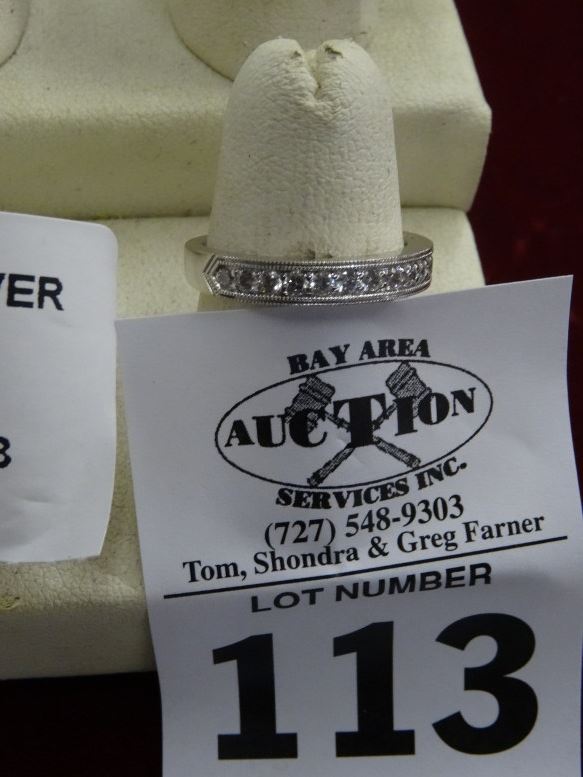 VER
3
BAY AREA
AUCTION
SERVICES INC.
(727) 548-9303
Tom, Shondra & Greg Farner
LOT NUMBER
113